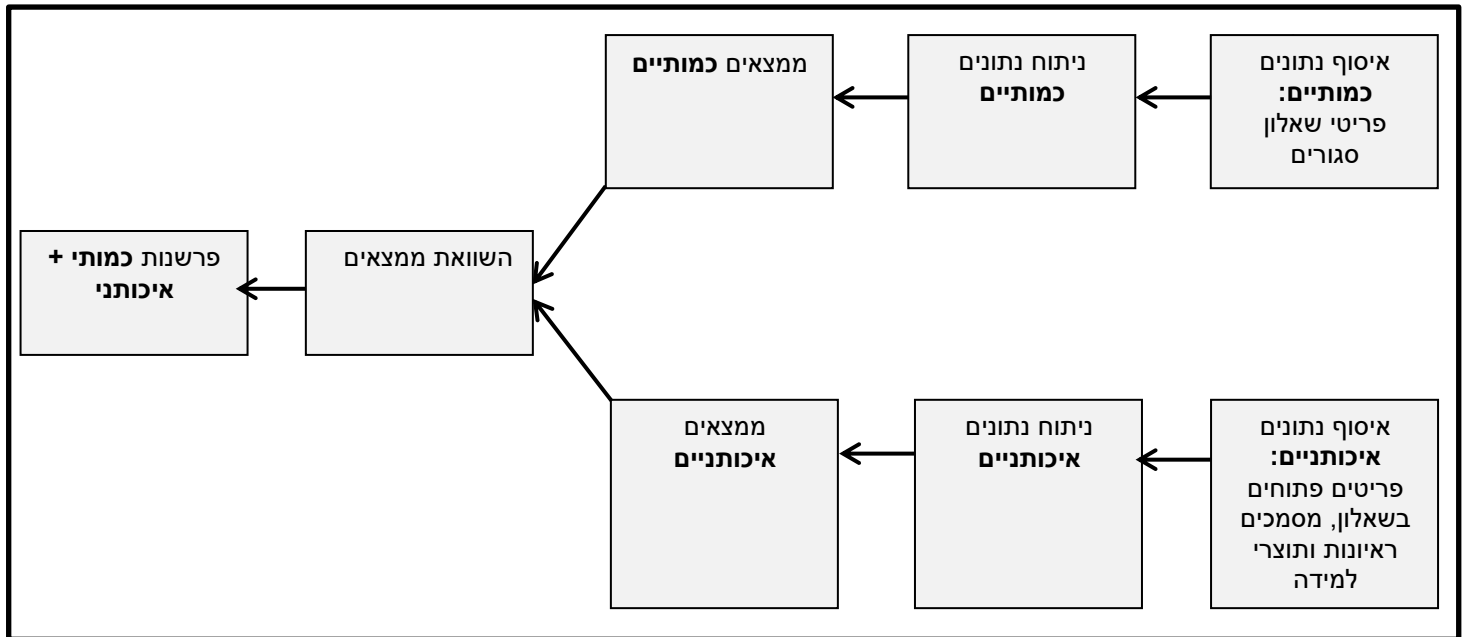 איסוף נתונים
כמותיים:
פריטי שאלון
סגורים
ניתוח נתונים
כמותיים
ממצאים כמותיים
איסוף נתונים
איכותניים:
פריטים פתוחים
בשאלון, מסמכים
ראיונות ותוצרי
למידה
ניתוח נתונים
איכותניים
ממצאים
איכותניים
השוואת ממצאים
פרשנות כמותי +
איכותני